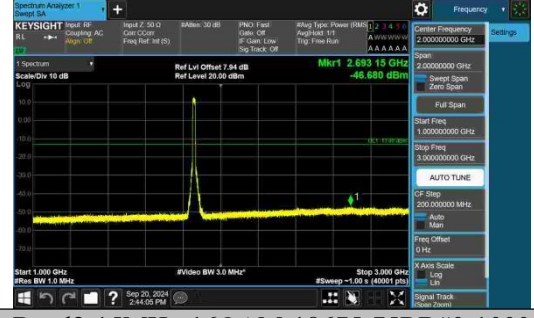 Spectrum Analyzer 1
Swept SA
+
Frequency
KEYSIGHT
RL
Input: RF
Coupling: AC
Align: Off
Input Z: 50 Ω
Corr CCorr
Freq Ref: Int (S)
#Atten: 30 dB
PNO: Fast
Gate: Off
IF Gain: Low
Sig Track: Off
#Avg Type: Power (RMS)
Avg|Hold: 1/1
Trig: Free Run
1 2 3 4 5 6
A W W W W W
A A A A A A
1 Spectrum
Scale/Div 10 dB
Log
Ref Lvl Offset 7.94 dB
Ref Level 20.00 dBm
Mkr1 2.693 15 GHz
-46.680 dBm
10.0
0.00
-10.0
-20.0
-30.0
-40.0
-50.0
-60.0
-70.0
1
Start 1.000 GHz
#Res BW 1.0 MHz
#Video BW 3.0 MHz*
Stop 3.000 GHz
#Sweep ~1.00 s (40001 pts)
Sep 20, 2024
2:44:05 PM
Center Frequency
2.000000000 GHz
Settings
Span
2.00000000 GHz
Swept Span
Zero Span
Full Span
Start Freq
1.000000000 GHz
Stop Freq
3.000000000 GHz
AUTO TUNE
CF Step
200.000000 MHz
Auto
Man
Freq Offset
0 Hz
X Axis Scale
Log
Lin
Signal Track
(Span Zoom)